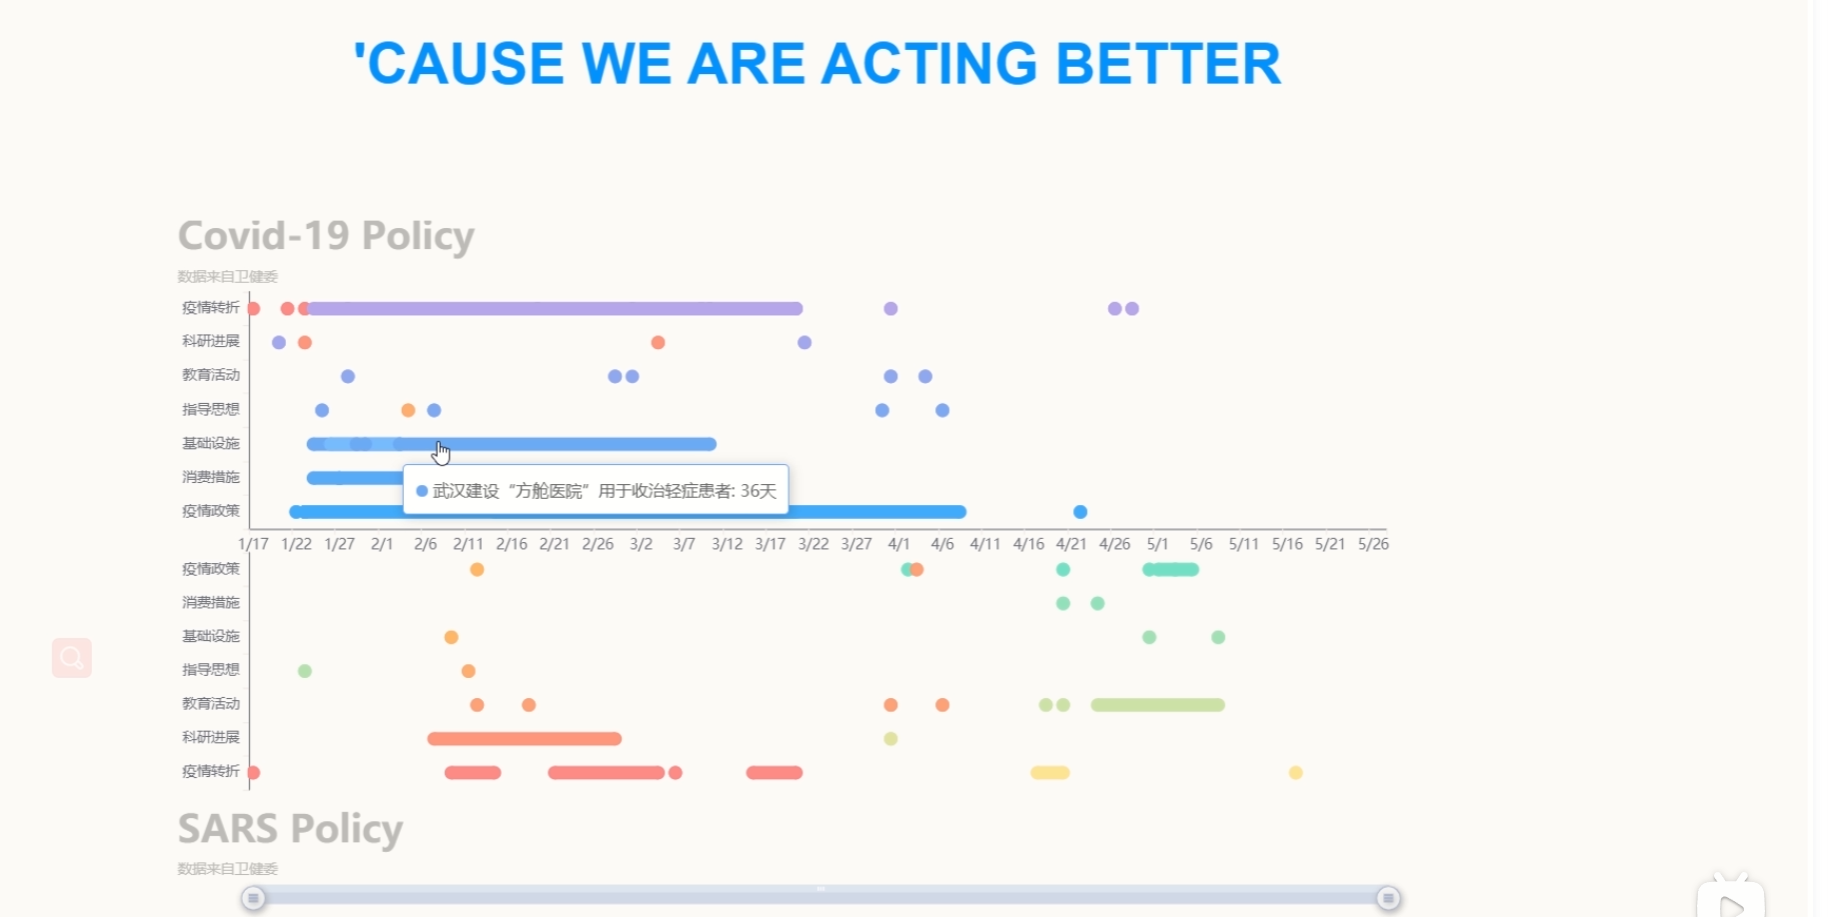 'CAUSE WE ARE ACTING BETTER
Covid-19 Policy
数据来自卫健委
疫情转折
科研进展
教育活动
指导思想
基础设施
消费措施
武汉建设“方舱医院”用于收治轻症患者: 36天
疫情政策
1/17 1/22 1/27 2/1 2/6 2/11 2/16 2/21 2/26 3/2 3/7 3/12 3/17 3/22 3/27 4/1 4/6 4/11 4/16 4/21 4/26 5/1 5/6 5/11 5/16 5/21 5/26
疫情政策
消费措施
基础设施
指导思想
教育活动
科研进展
疫情转折
SARS Policy
数据来自卫健委